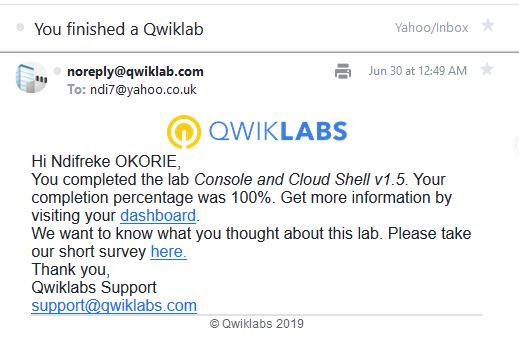 You finished a Qwiklab Yahoo/Inbox
noreply@qwiklab.com Jun 30 at 12:49 AM
To: ndi7@yahoo.co.uk
QWIKLABS
Hi Ndifreke OKORIE,
You completed the lab Console and Cloud Shell v1.5. Your
completion percentage was 100%. Get more information by
visiting your dashboard.
We want to know what you thought about this lab. Please take
our short survey here.
Thank you,
Qwiklabs Support
support@qwiklabs.com
© Qwiklabs 2019